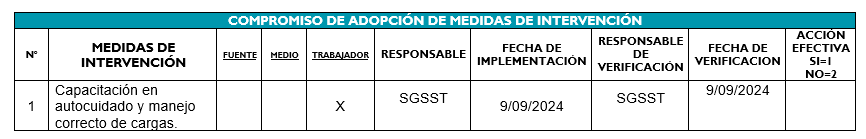 COMPROMISO DE ADOPCIÓN DE MEDIDAS DE INTERVENCIÓN
N° MEDIDAS DE INTERVENCIÓN FUENTE MEDIO TRABAJADOR RESPONSABLE FECHA DE IMPLEMENTACIÓN RESPONSABLE DE VERIFICACIÓN FECHA DE VERIFICACION ACCIÓN EFECTIVA SI=1 NO=2
1 Capacitación en autocuidado y manejo correcto de cargas. X SGSST 9/09/2024 SGSST 9/09/2024